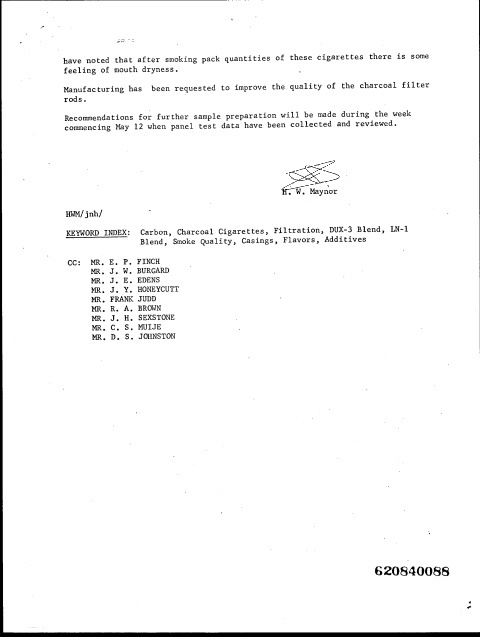 have noted that after smoking pack quantities of these cigarettes there is some
feeling of mouth dryness.
Manufacturing has been requested to improve the quality of the charcoal filter
rods.
Recommendations for further sample preparation will be made during the week
commencing May 12 when panel test data have been collected and reviewed.
H. W. Maynor
HWM/jnh/
KEYWORD INDEX: Carbon, Charcoal Cigarettes, Filtration, DUX-3 Blend, LN-1
Blend, Smoke Quality, Casings, Flavors, Additives
CC: MR. E. P. FINCH
MR. J. W. BURGARD
MR. J. E. EDENS
MR. J. Y. HONEYCUTT
MR. FRANK JUDD
MR. R. A. BROWN
MR. J. H. SEXSTONE
MR. C. S. MUIJE
MR. D. S. JOHNSTON
620840088